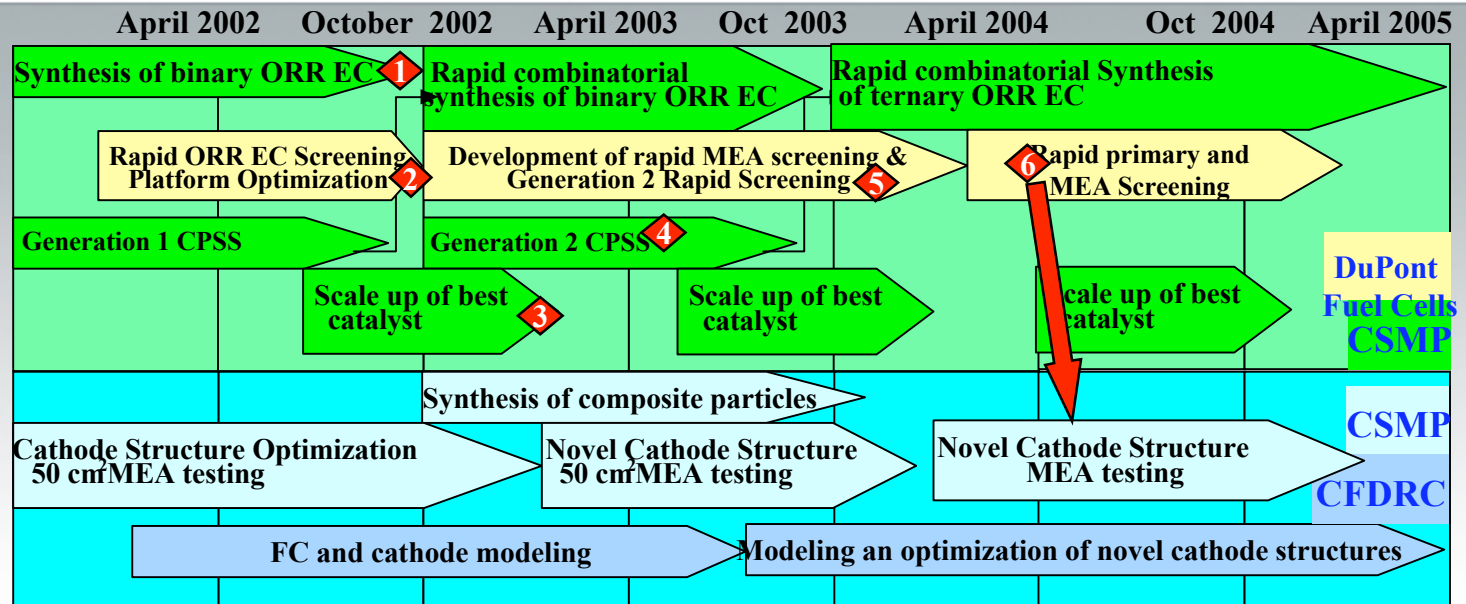 April 2002 October 2002 April 2003 Oct 2003 April 2004 Oct 2004 April 2005
Synthesis of binary ORR EC
1
Rapid combinatorial
synthesis of binary ORR EC
Rapid combinatorial Synthesis
of ternary ORR EC
Rapid ORR EC Screening
Platform Optimization
2
Development of rapid MEA screening &
Generation 2 Rapid Screening
5
6
Rapid primary and
MEA Screening
Generation 1 CPSS
Generation 2 CPSS
4
Scale up of best
catalyst
3
Scale up of best
catalyst
Scale up of best
catalyst
DuPont
Fuel Cells
CSMP
Synthesis of composite particles
Cathode Structure Optimization
50 cm2 MEA testing
Novel Cathode Structure
50 cm2 MEA testing
Novel Cathode Structure
MEA testing
CSMP
CFDRC
FC and cathode modeling
Modeling an optimization of novel cathode structures